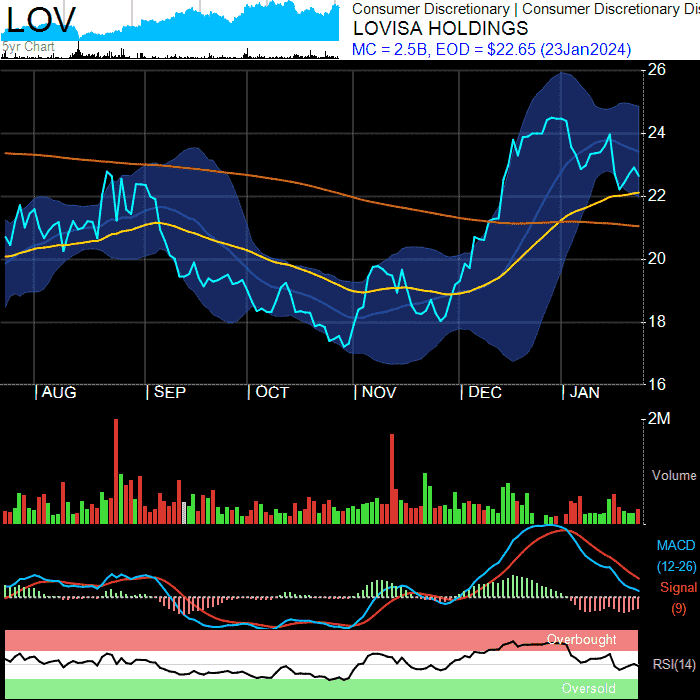 LOV
5yr Chart
Consumer Discretionary | Consumer Discretionary Dis
LOVISA HOLDINGS
MC = 2.5B, EOD = $22.65 (23Jan2024)
26
24
22
20
18
16
| AUG | SEP | OCT | NOV | DEC | JAN
2M
Volume
MACD
(12-26)
Signal
(9)
Overbought
RSI(14)
Oversold